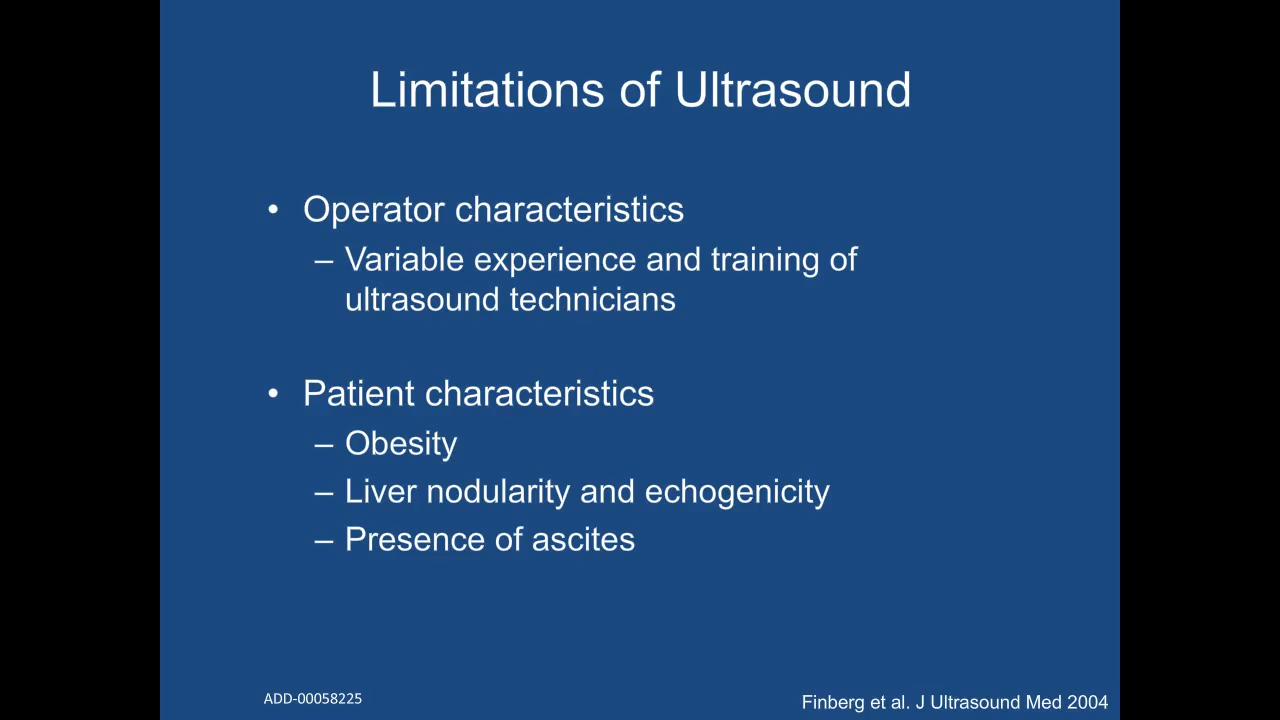 Limitations of Ultrasound
• Operator characteristics
– Variable experience and training of
ultrasound technicians
• Patient characteristics
– Obesity
– Liver nodularity and echogenicity
– Presence of ascites
ADD-00058225
Finberg et al. J Ultrasound Med 2004